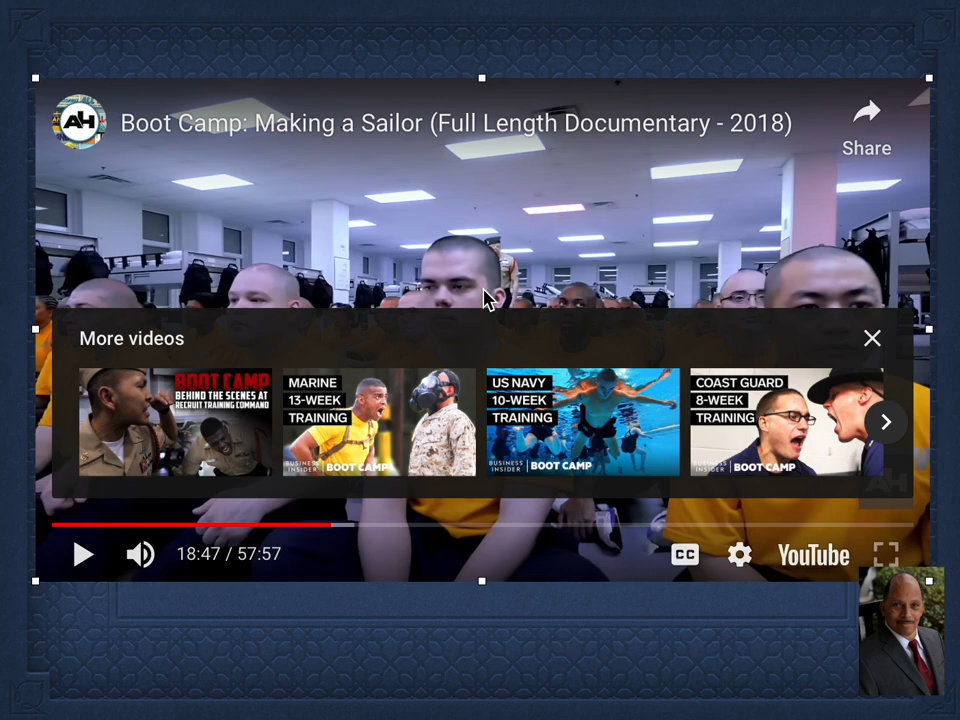 AH
Boot Camp: Making a Sailor (Full Length Documentary - 2018)
Share
More videos
BOOT CAMP
BEHIND THE SCENES AT
RECRUIT TRAINING COMMAND
MARINE
13-WEEK
TRAINING
BUSINESS
INSIDER
BOOT CAMP
US NAVY
10-WEEK
TRAINING
BUSINESS
INSIDER
BOOT CAMP
COAST GUARD
8-WEEK
TRAINING
BUSINESS
INSIDER
BOOT CAMP
AH
18:47 / 57:57
CC
YouTube